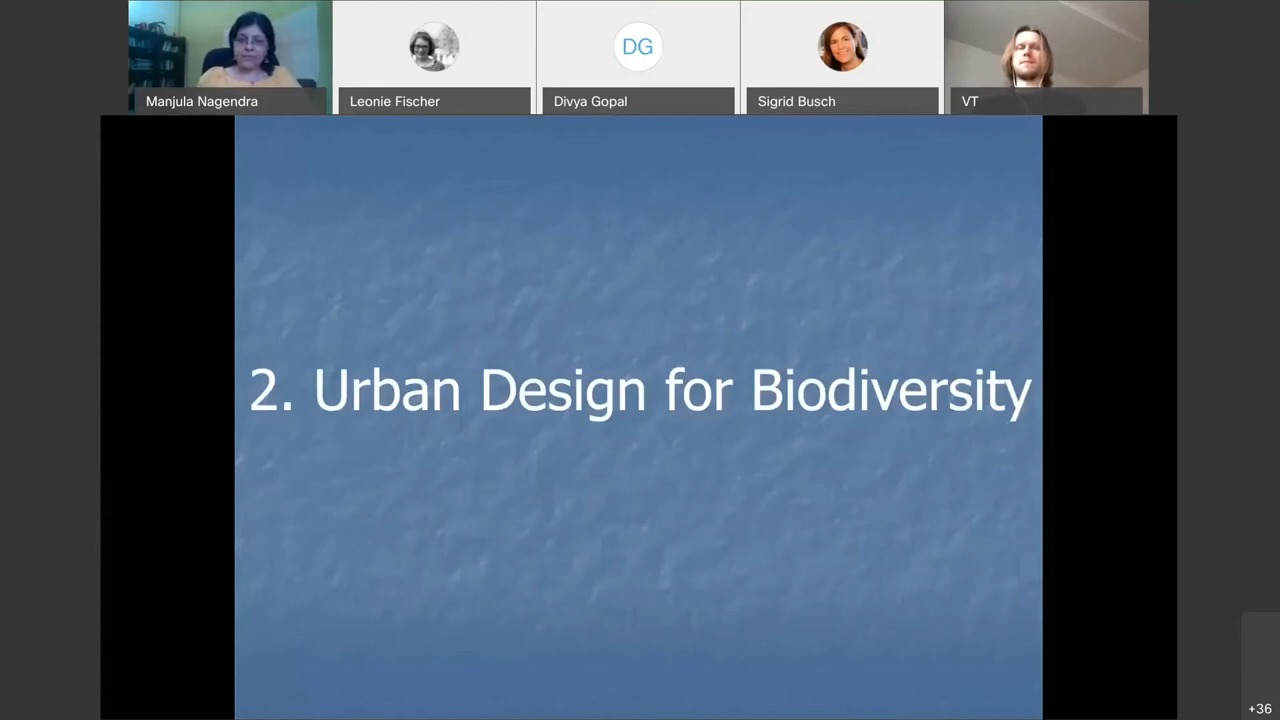 DG
Manjula Nagendra
Leonie Fischer
Divya Gopal
Sigrid Busch
VT
2. Urban Design for Biodiversity
+36